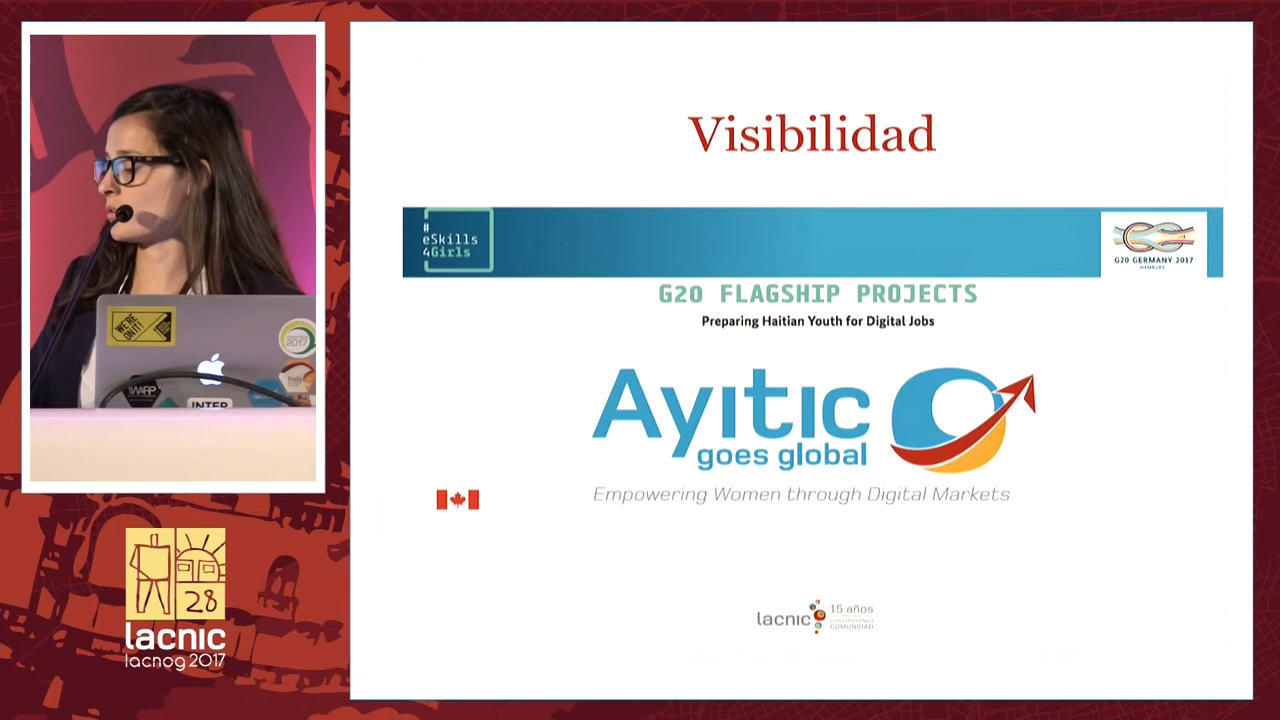 Visibilidad
#
eSkills
4Girls
G20 GERMANY 2017
HAMBURG
G20 FLAGSHIP PROJECTS
Preparing Haitian Youth for Digital Jobs
Ayitic
goes global
Empowering Women through Digital Markets
lacnic
15 años
CONSTRUYENDO
COMUNIDAD
WE'RE
ON IT!
2017
WARP
INTER
28
lacnic
lacnog 2017